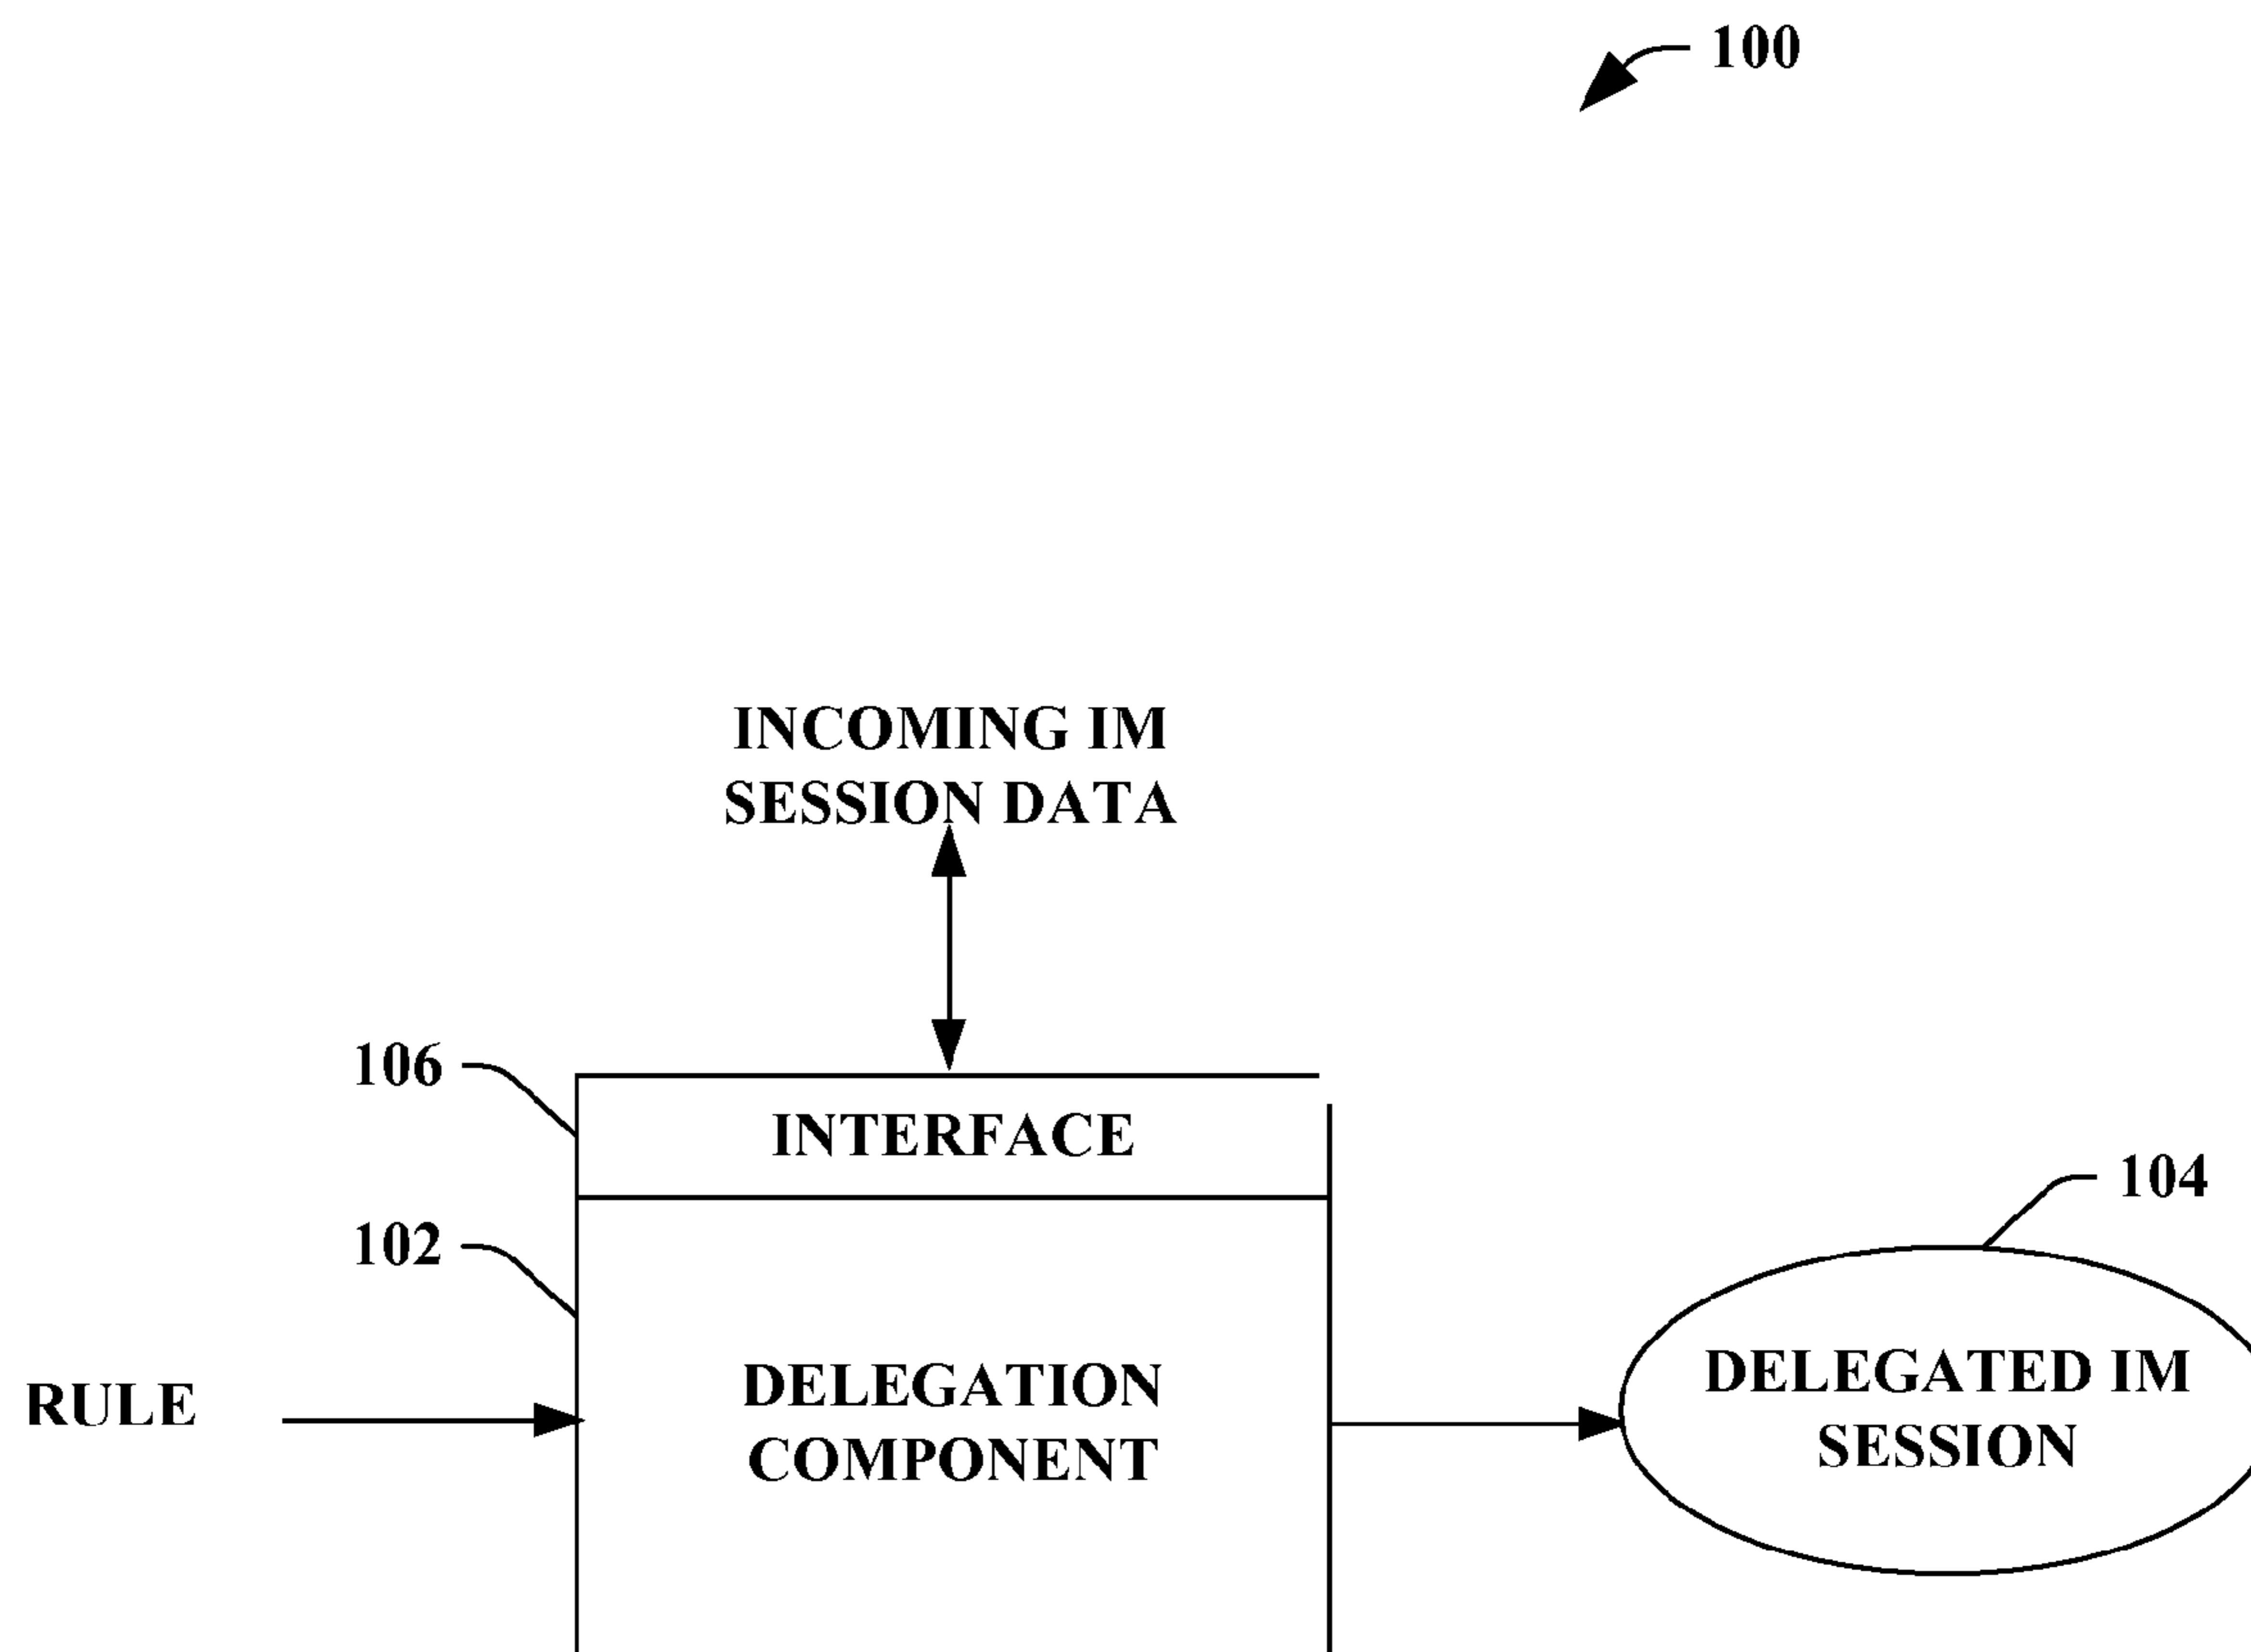 100
INCOMING IM
SESSION DATA
106
INTERFACE
104
102
DELEGATION
COMPONENT
RULE
DELEGATED IM
SESSION